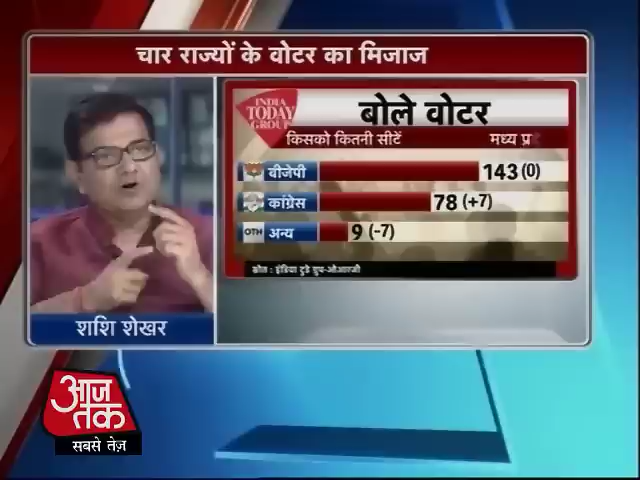 चार राज्यों के वोटर का मिजाज
INDIA
TODAY
GROUP
बोले वोटर
किसको कितनी सीटें मध्य प्र
बीजेपी 143 (0)
कांग्रेस 78 (+7)
OTH अन्य 9 (-7)
स्रोत : इंडिया टुडे ग्रुप-ओआरजी
शशि शेखर
आज
तक
सबसे तेज़